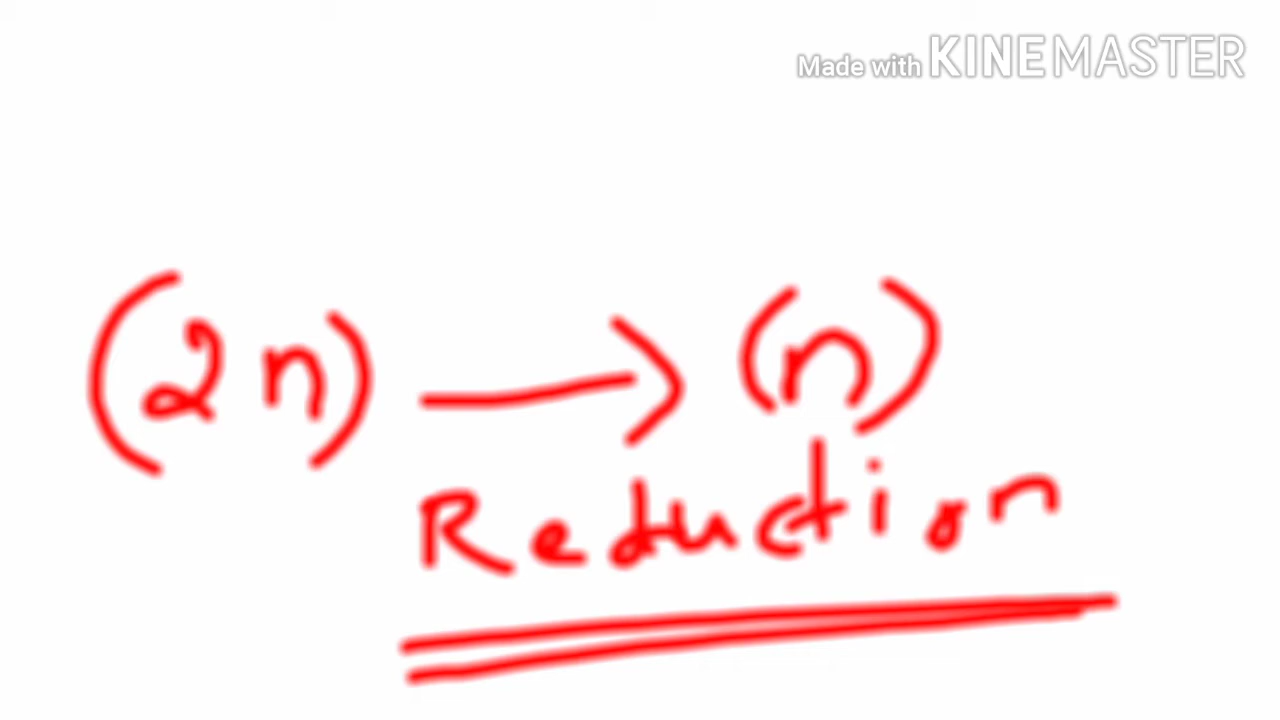 Made with KINEMASTER
(2n) → (n)
Reduction